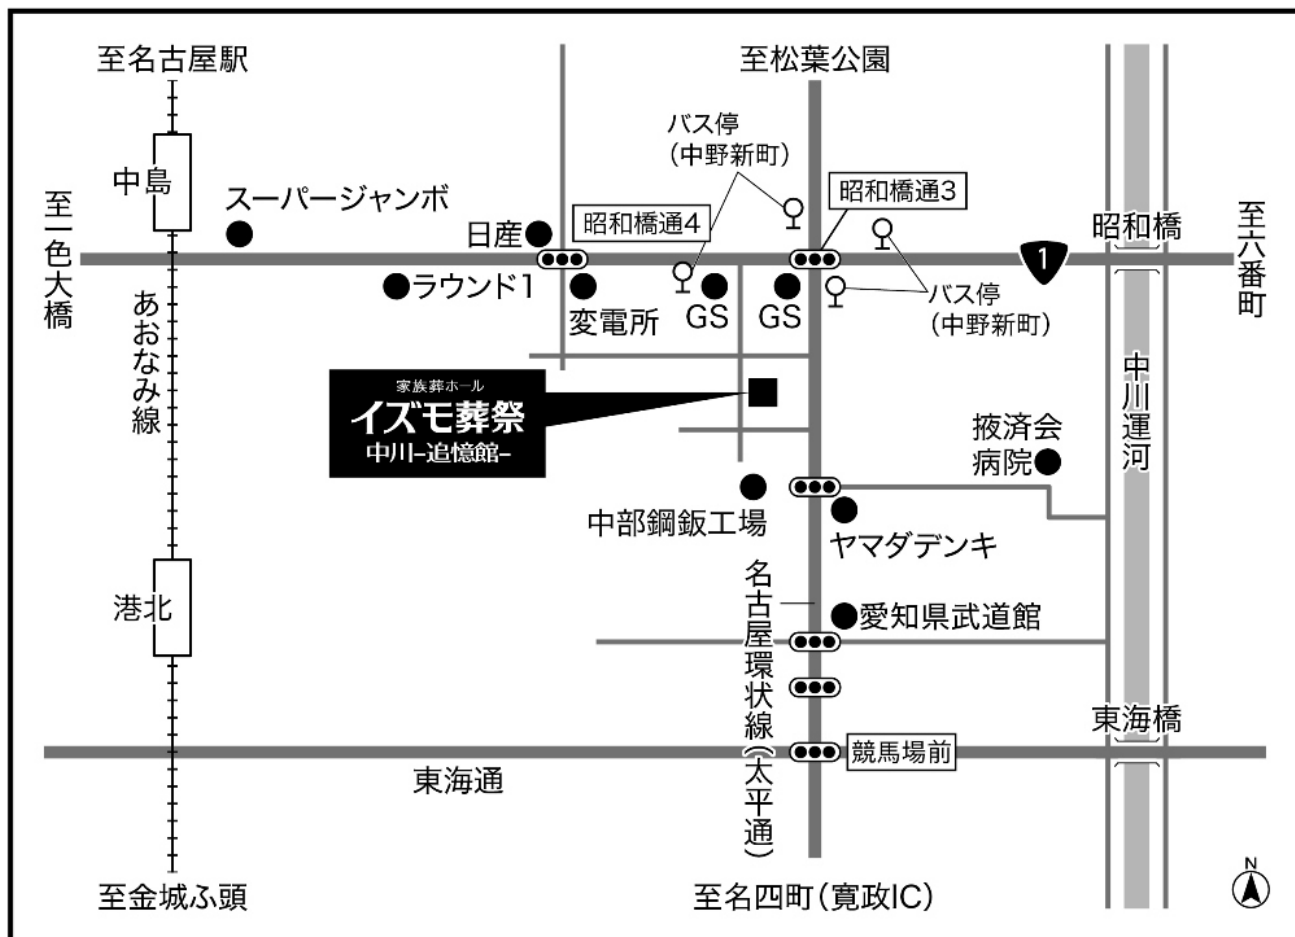 至名古屋駅
至松葉公園
バス停
(中野新町)
中島
スーパージャンボ
昭和橋通3
至一色大橋
日産
昭和橋通4
昭和橋
至六番町
1
ラウンド1
変電所
GS
GS
バス停
(中野新町)
あおなみ線
家族葬ホール
イズモ葬祭
中川-追憶館-
中川運河
掖済会
病院
中部鋼鈑工場
ヤマダデンキ
港北
愛知県武道館
名古屋環状線(太平通)
東海橋
競馬場前
東海通
至金城ふ頭
至名四町(寛政IC)
N